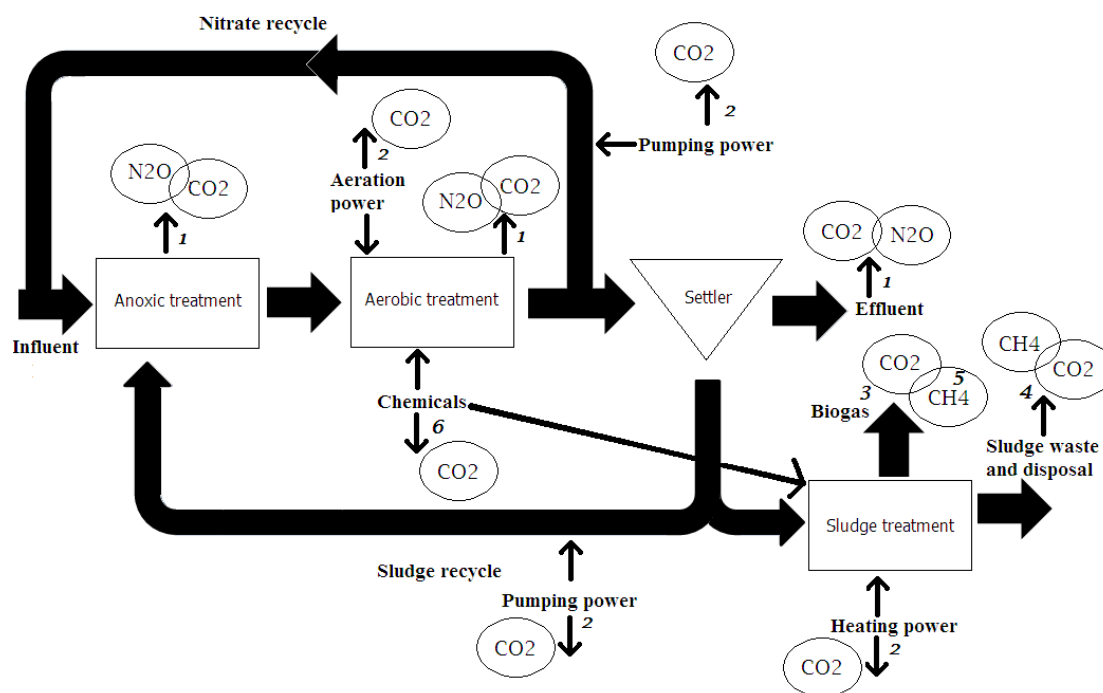 Nitrate recycle
CO2
2
Pumping power
CO2
2
Aeration
power
N2O
CO2
1
N2O
CO2
1
CO2
N2O
1
Effluent
Influent
Anoxic treatment
Aerobic treatment
Settler
CH4
CO2
4
Sludge waste
and disposal
CO2
5
CH4
3
Biogas
Chemicals
6
CO2
Sludge treatment
Sludge recycle
Pumping power
2
CO2
Heating power
2
CO2